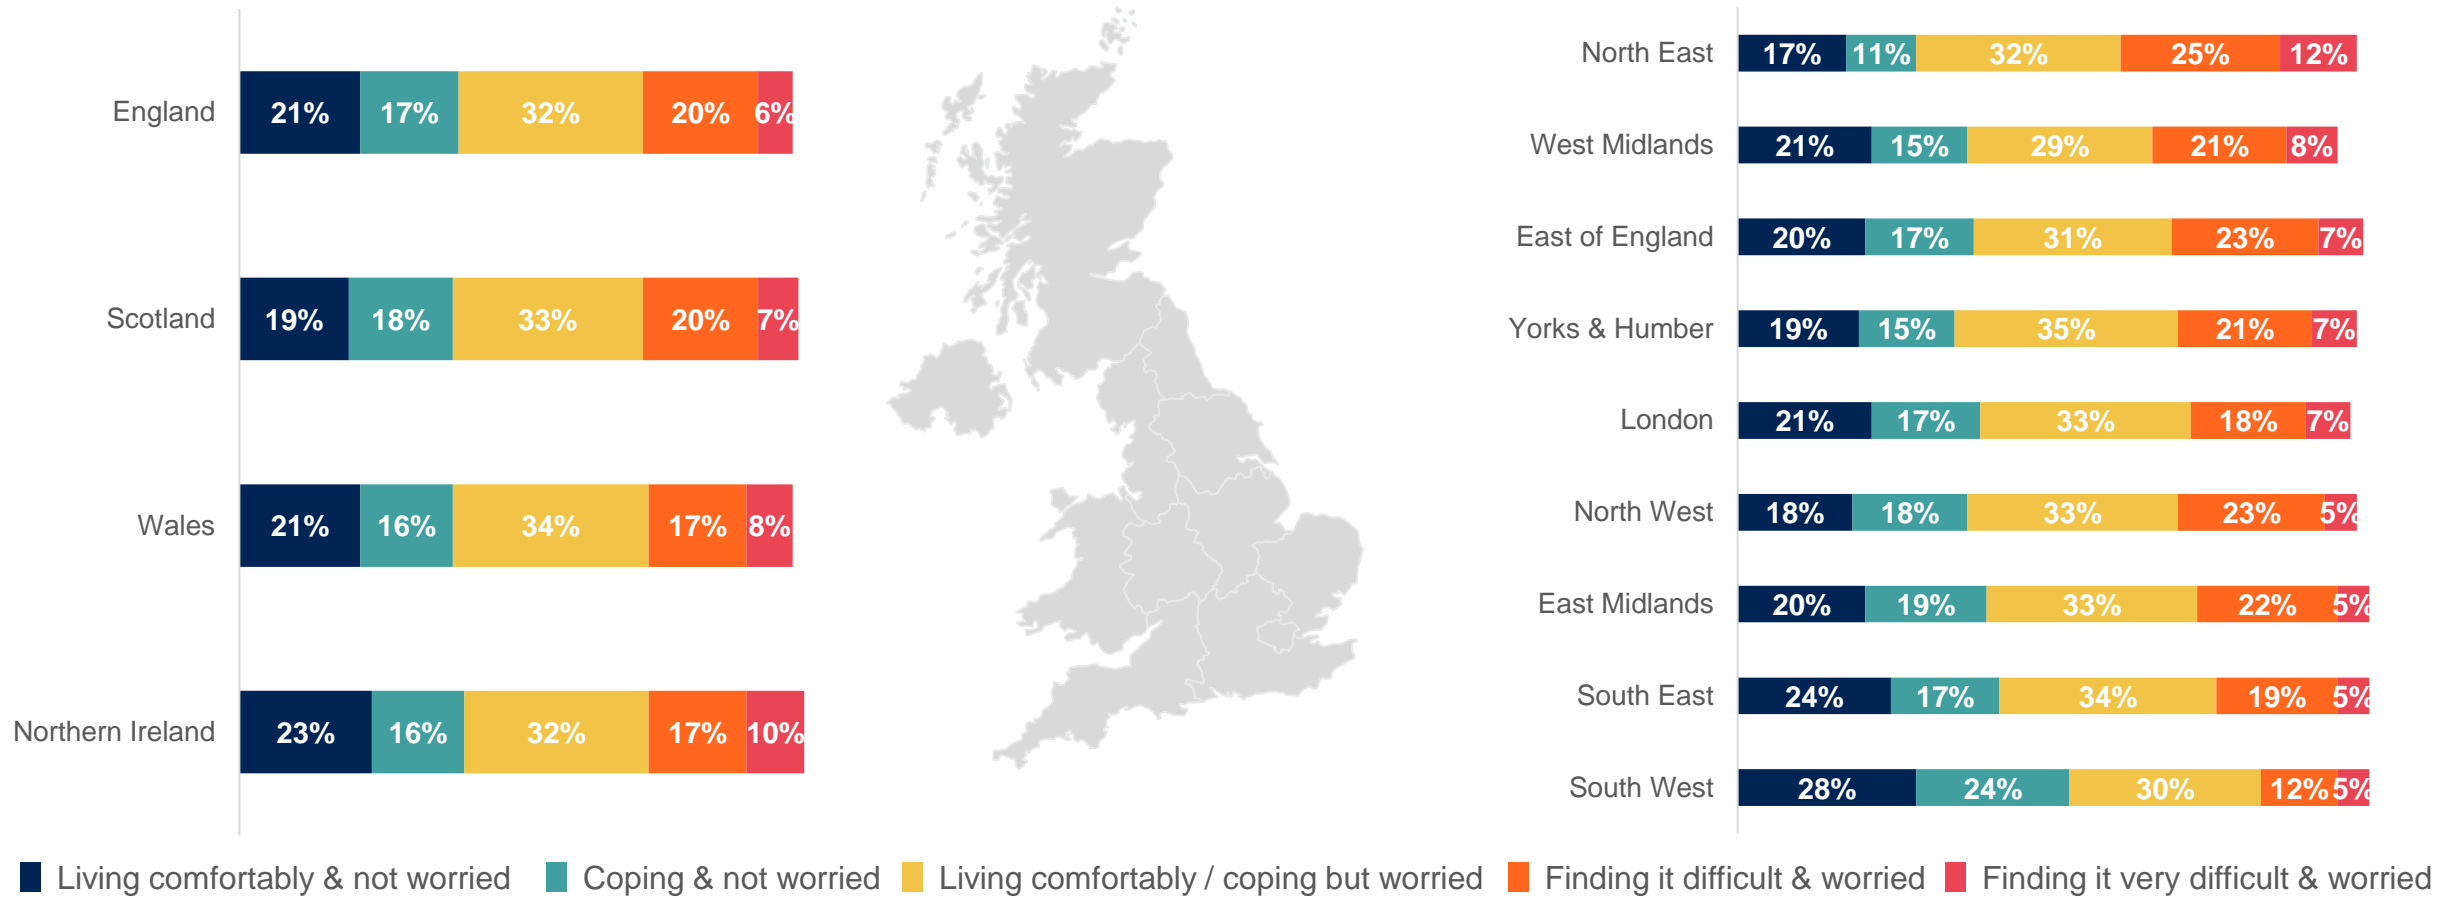 England 21% 17% 32% 20% 6%
Scotland 19% 18% 33% 20% 7%
Wales 21% 16% 34% 17% 8%
Northern Ireland 23% 16% 32% 17% 10%
North East 17% 11% 32% 25% 12%
West Midlands 21% 15% 29% 21% 8%
East of England 20% 17% 31% 23% 7%
Yorks & Humber 19% 15% 35% 21% 7%
London 21% 17% 33% 18% 7%
North West 18% 18% 33% 23% 5%
East Midlands 20% 19% 33% 22% 5%
South East 24% 17% 34% 19% 5%
South West 28% 24% 30% 12% 5%
Living comfortably & not worried Coping & not worried Living comfortably / coping but worried Finding it difficult & worried Finding it very difficult & worried